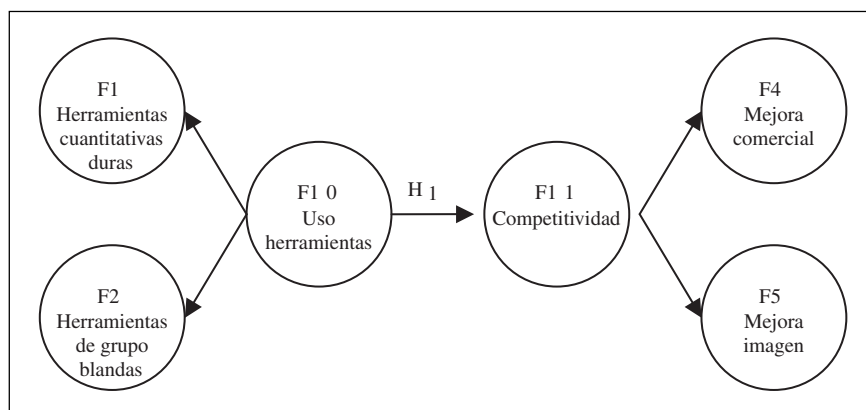 F1
Herramientas
cuantitativas
duras
F2
Herramientas
de grupo
blandas
F1 0
Uso
herramientas
H 1
F1 1
Competitividad
F4
Mejora
comercial
F5
Mejora
imagen